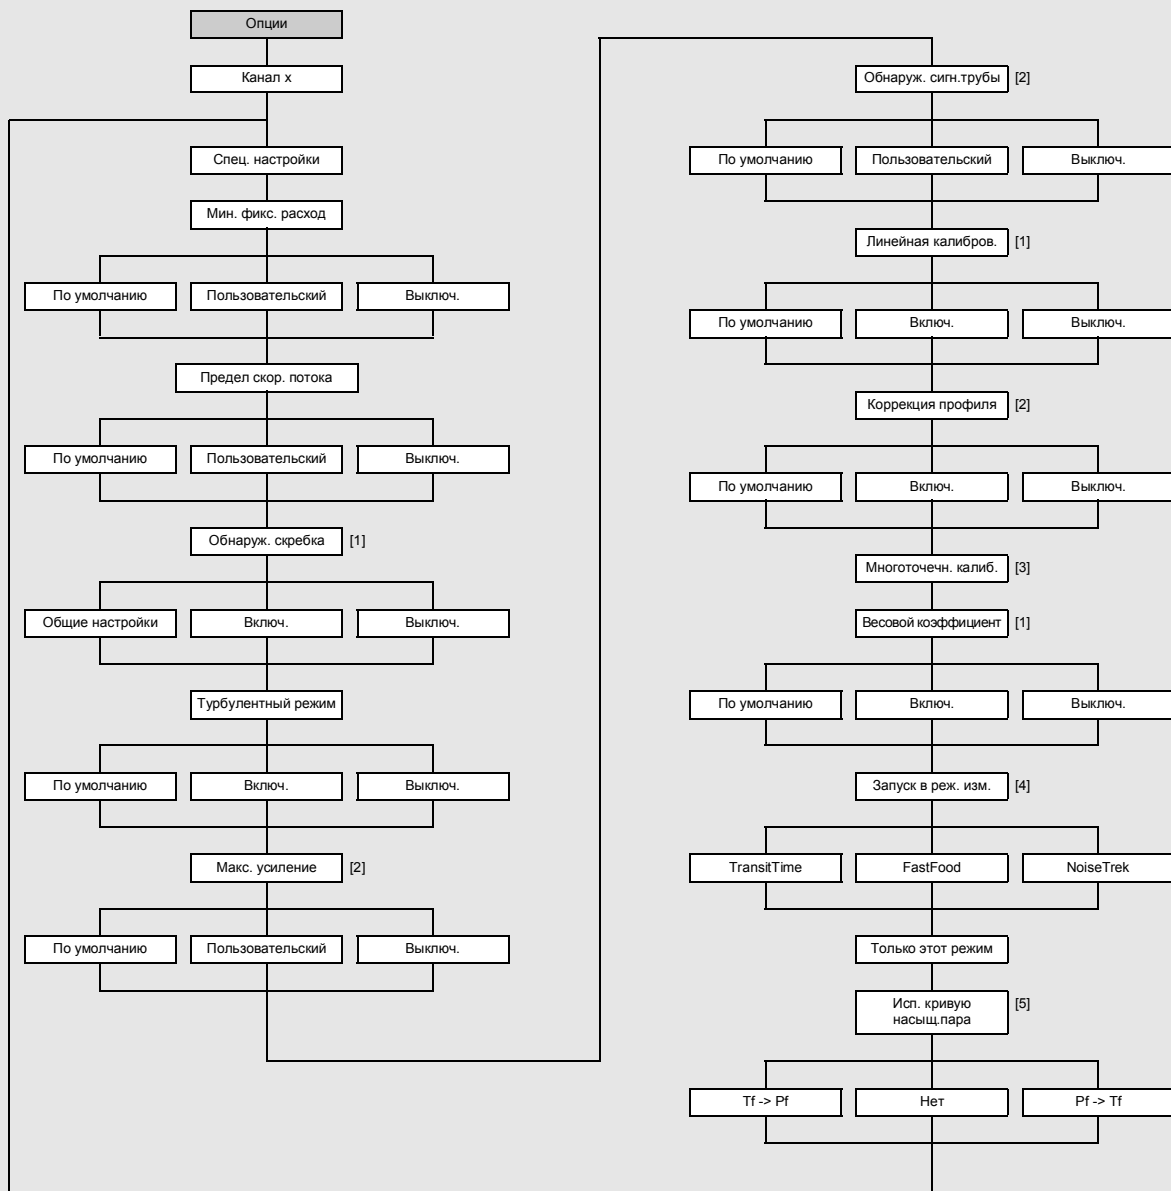 Опции
Канал x
Спец. настройки
Мин. фикс. расход
По умолчанию
Пользовательский
Выключ.
Предел скор. потока
По умолчанию
Пользовательский
Выключ.
Обнаруж. скребка [1]
Общие настройки
Включ.
Выключ.
Турбулентный режим
По умолчанию
Включ.
Выключ.
Макс. усиление [2]
По умолчанию
Пользовательский
Выключ.
Обнаруж. сигн.трубы [2]
По умолчанию
Пользовательский
Выключ.
Линейная калибров. [1]
По умолчанию
Включ.
Выключ.
Коррекция профиля [2]
По умолчанию
Включ.
Выключ.
Многоточечн. калиб. [3]
Весовой коэффициент [1]
По умолчанию
Включ.
Выключ.
Запуск в реж. изм. [4]
TransitTime
FastFood
NoiseTrek
Только этот режим
Исп. кривую [5]
насыщ.пара
Tf -> Pf
Нет
Pf -> Tf